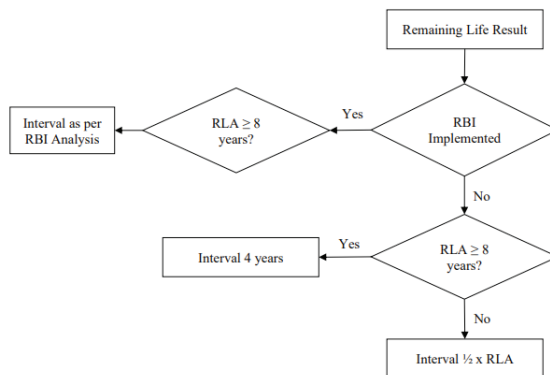 Remaining Life Result
RBI
Implemented
Yes
RLA ≥ 8
years?
Interval as per
RBI Analysis
No
RLA ≥ 8
years?
Yes
Interval 4 years
No
Interval ½ x RLA